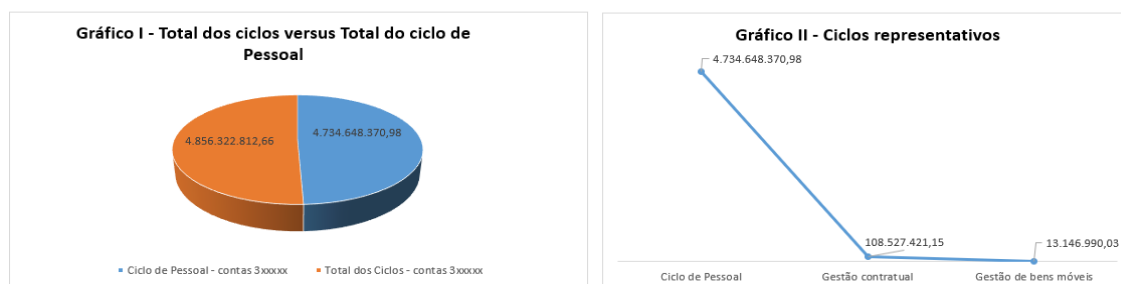 Gráfico I - Total dos ciclos versus Total do ciclo de
Pessoal
4.856.322.812,66
4.734.648.370,98
Ciclo de Pessoal - contas 3xxxxx
Total dos Ciclos - contas 3xxxxx
Gráfico II - Ciclos representativos
4.734.648.370,98
108.527.421,15
13.146.990,03
Ciclo de Pessoal
Gestão contratual
Gestão de bens móveis